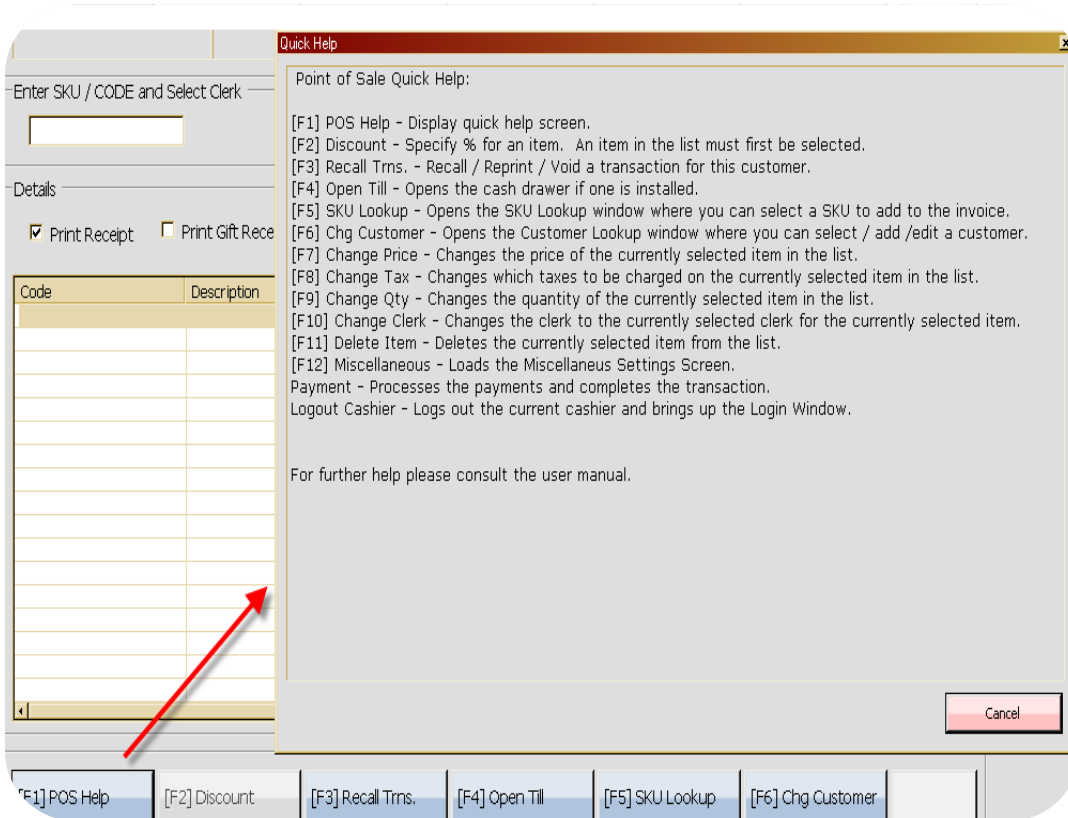 Quick Help
Enter SKU / CODE and Select Clerk
Details
Print Receipt
Print Gift Rece
Code
Description
Point of Sale Quick Help:
[F1] POS Help - Display quick help screen.
[F2] Discount - Specify % for an item. An item in the list must first be selected.
[F3] Recall Trns. - Recall / Reprint / Void a transaction for this customer.
[F4] Open Till - Opens the cash drawer if one is installed.
[F5] SKU Lookup - Opens the SKU Lookup window where you can select a SKU to add to the invoice.
[F6] Chg Customer - Opens the Customer Lookup window where you can select / add /edit a customer.
[F7] Change Price - Changes the price of the currently selected item in the list.
[F8] Change Tax - Changes which taxes to be charged on the currently selected item in the list.
[F9] Change Qty - Changes the quantity of the currently selected item in the list.
[F10] Change Clerk - Changes the clerk to the currently selected clerk for the currently selected item.
[F11] Delete Item - Deletes the currently selected item from the list.
[F12] Miscellaneous - Loads the Miscellaneus Settings Screen.
Payment - Processes the payments and completes the transaction.
Logout Cashier - Logs out the current cashier and brings up the Login Window.
For further help please consult the user manual.
Cancel
[F1] POS Help
[F2] Discount
[F3] Recall Trns.
[F4] Open Till
[F5] SKU Lookup
[F6] Chg Customer